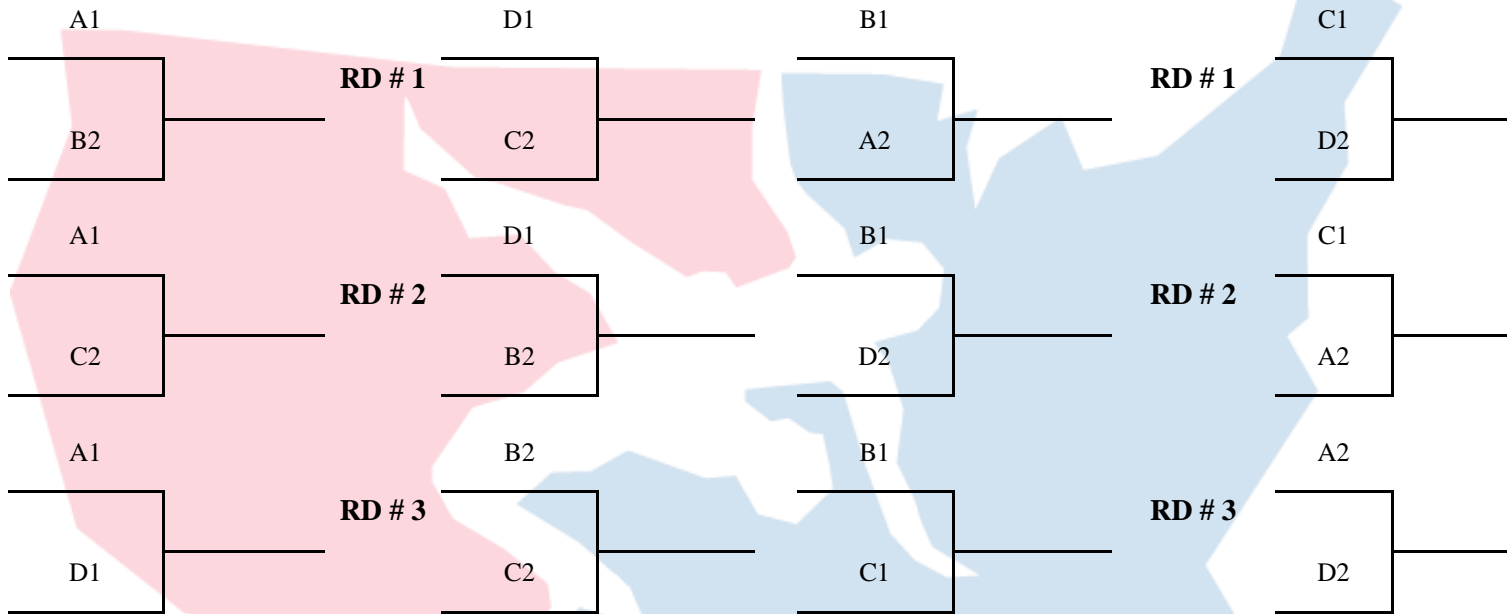 A1 D1 B1 C1
RD # 1 RD # 1
B2 C2 A2 D2
A1 D1 B1 C1
RD # 2 RD # 2
C2 B2 D2 A2
A1 B2 B1 A2
RD # 3 RD # 3
D1 C2 C1 D2